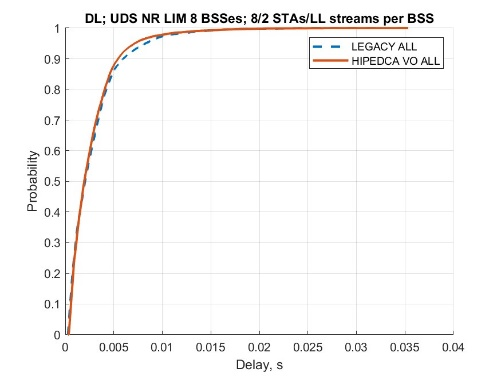 DL; UDS NR LIM 8 BSSes; 8/2 STAs/LL streams per BSS
LEGACY ALL
HIPEDCA VO ALL
Probability
1
0.9
0.8
0.7
0.6
0.5
0.4
0.3
0.2
0.1
0
0 0.005 0.01 0.015 0.02 0.025 0.03 0.035 0.04
Delay, s